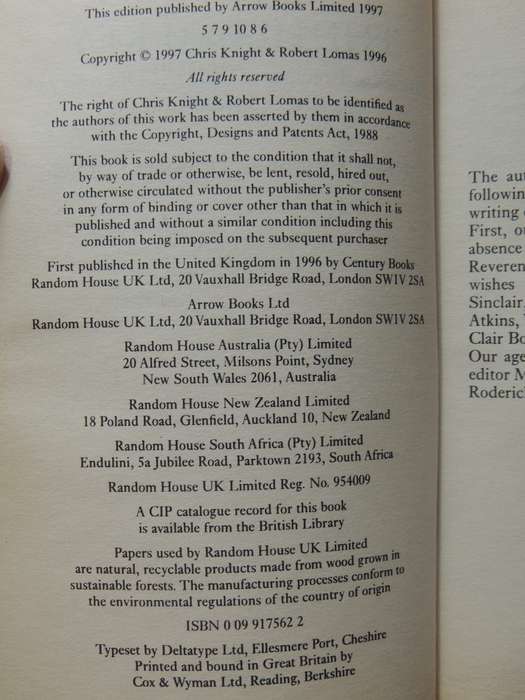 This edition published by Arrow Books Limited 1997
5 7 9 10 8 6
Copyright © 1997 Chris Knight & Robert Lomas 1996
All rights reserved
The right of Chris Knight & Robert Lomas to be identified as
the authors of this work has been asserted by them in accordance
with the Copyright, Designs and Patents Act, 1988
This book is sold subject to the condition that it shall not,
by way of trade or otherwise, be lent, resold, hired out,
or otherwise circulated without the publisher's prior consent
in any form of binding or cover other than that in which it is
published and without a similar condition including this
condition being imposed on the subsequent purchaser
First published in the United Kingdom in 1996 by Century Books
Random House UK Ltd, 20 Vauxhall Bridge Road, London SW1V 2SA
Arrow Books Ltd
Random House UK Ltd, 20 Vauxhall Bridge Road, London SW1V 2SA
Random House Australia (Pty) Limited
20 Alfred Street, Milsons Point, Sydney
New South Wales 2061, Australia
Random House New Zealand Limited
18 Poland Road, Glenfield, Auckland 10, New Zealand
Random House South Africa (Pty) Limited
Endulini, 5a Jubilee Road, Parktown 2193, South Africa
Random House UK Limited Reg. No. 954009
A CIP catalogue record for this book
is available from the British Library
Papers used by Random House UK Limited
are natural, recyclable products made from wood grown in
sustainable forests. The manufacturing processes conform to
the environmental regulations of the country of origin
ISBN 0 09 917562 2
Typeset by Deltatype Ltd, Ellesmere Port, Cheshire
Printed and bound in Great Britain by
Cox & Wyman Ltd, Reading, Berkshire
The
writing
First,
absence
wishes
Sinclair.
Atkins,
Clair
Our
editor